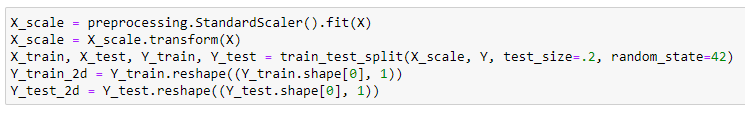 X_scale = preprocessing.StandardScaler().fit(X)
X_scale = X_scale.transform(X)
X_train, X_test, Y_train, Y_test = train_test_split(X_scale, Y, test_size=.2, random_state=42)
Y_train_2d = Y_train.reshape((Y_train.shape[0], 1))
Y_test_2d = Y_test.reshape((Y_test.shape[0], 1))